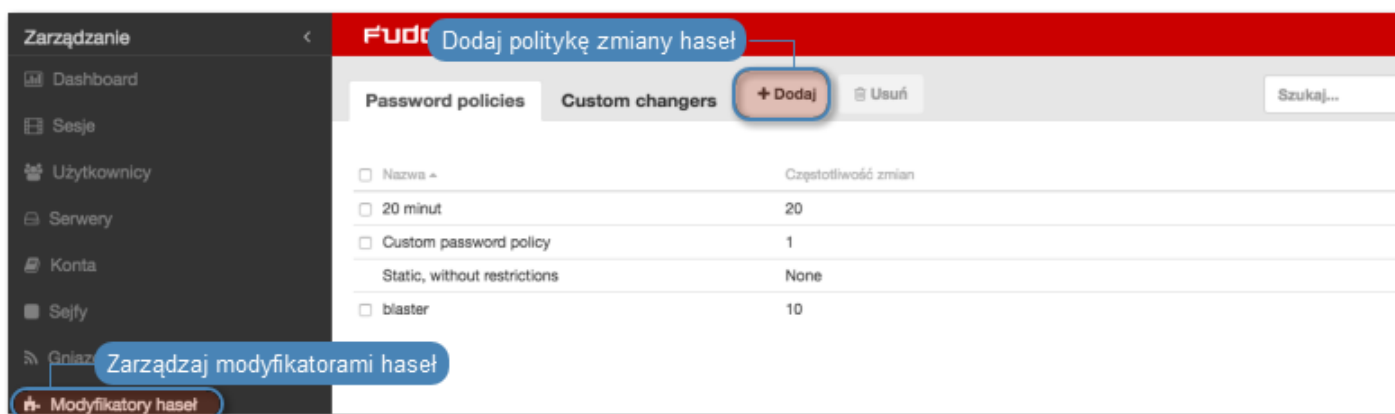 Zarządzanie
Dashboard
Sesje
Użytkownicy
Serwery
Konta
Sejfy
Zarządzaj modyfikatorami haseł
Modyfikatory haseł
Dodaj politykę zmiany haseł
Password policies Custom changers + Dodaj Usuń Szukaj...
Nazwa Częstotliwość zmian
20 minut 20
Custom password policy 1
Static, without restrictions None
blaster 10